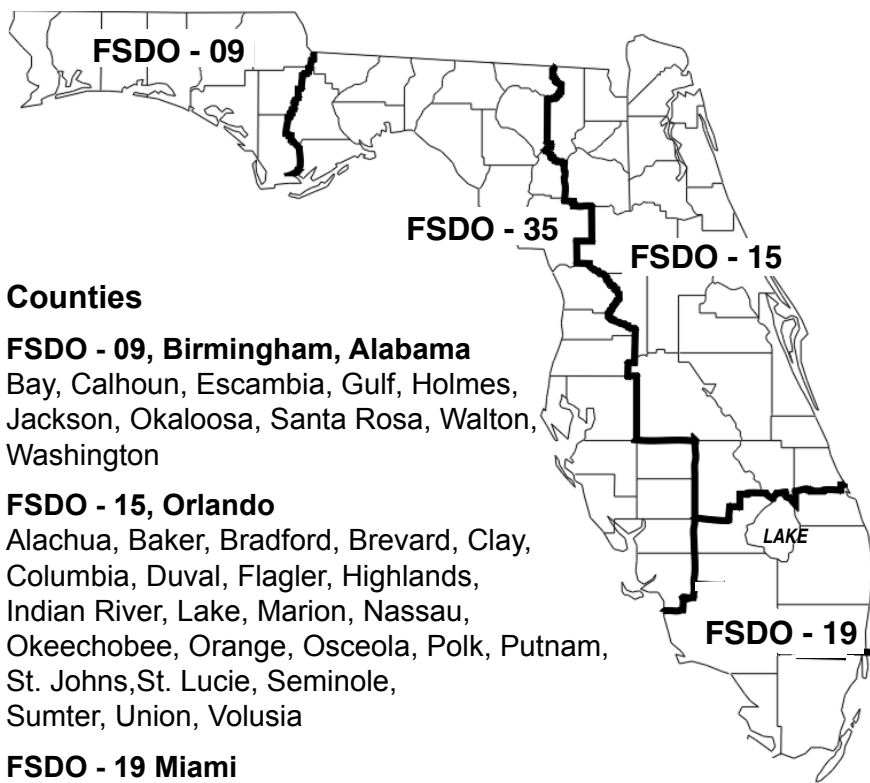 FSDO - 09
FSDO - 35
FSDO - 15
Counties
FSDO - 09, Birmingham, Alabama
Bay, Calhoun, Escambia, Gulf, Holmes,
Jackson, Okaloosa, Santa Rosa, Walton,
Washington
FSDO - 15, Orlando
Alachua, Baker, Bradford, Brevard, Clay,
Columbia, Duval, Flagler, Highlands,
Indian River, Lake, Marion, Nassau,
Okeechobee, Orange, Osceola, Polk, Putnam,
St. Johns,St. Lucie, Seminole,
Sumter, Union, Volusia
LAKE
FSDO - 19
FSDO - 19 Miami